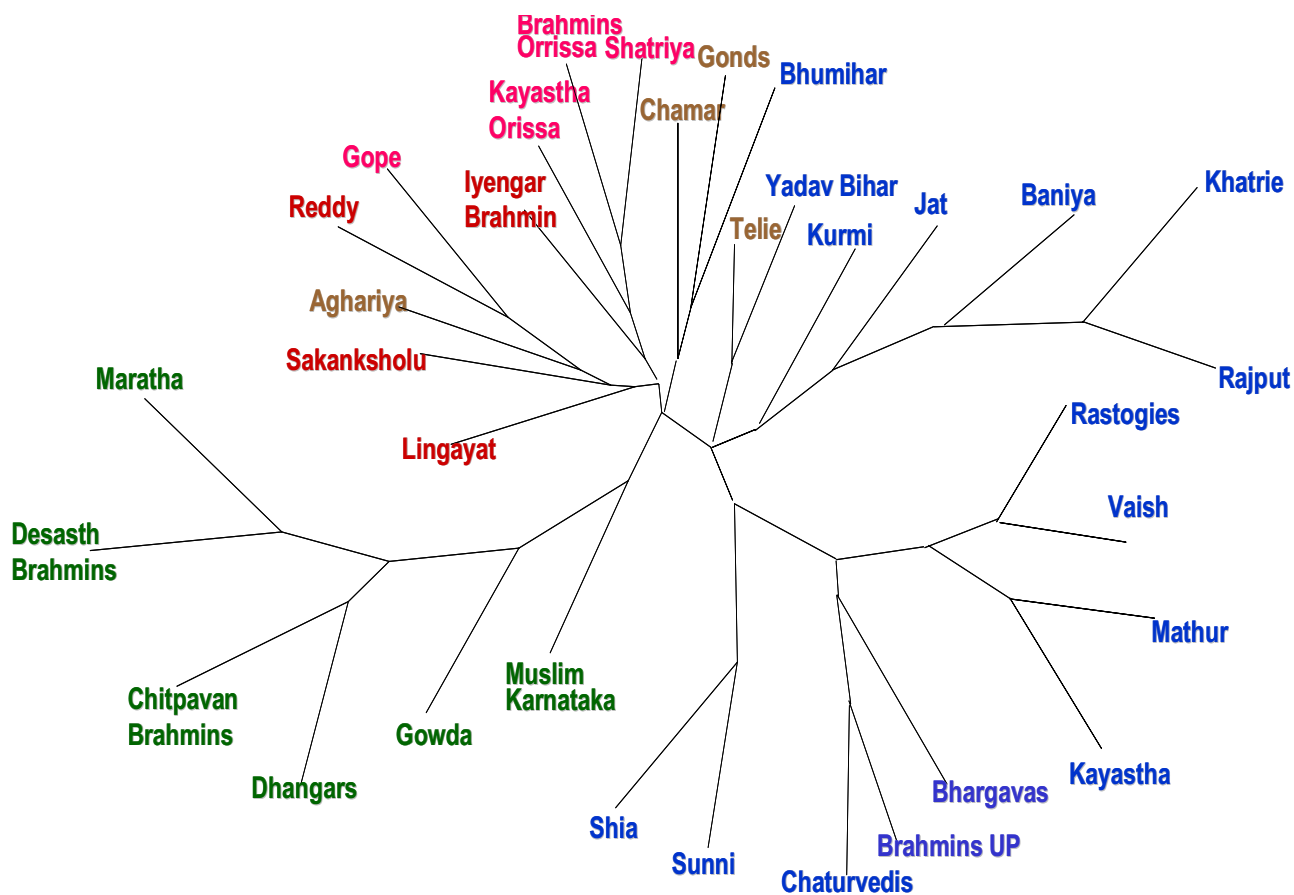 Brahmins
Orrissa Shatriya
Gonds
Bhumihar
Kayastha
Orissa
Chamar
Gope
Iyengar
Brahmin
Yadav Bihar
Khatrie
Reddy
Jat
Baniya
Telie
Kurmi
Aghariya
Sakanksholu
Maratha
Rajput
Rastogies
Lingayat
Vaish
Desasth
Brahmins
Mathur
Muslim
Karnataka
Chitpavan
Brahmins
Gowda
Kayastha
Dhangars
Bhargavas
Shia
Brahmins UP
Sunni
Chaturvedis